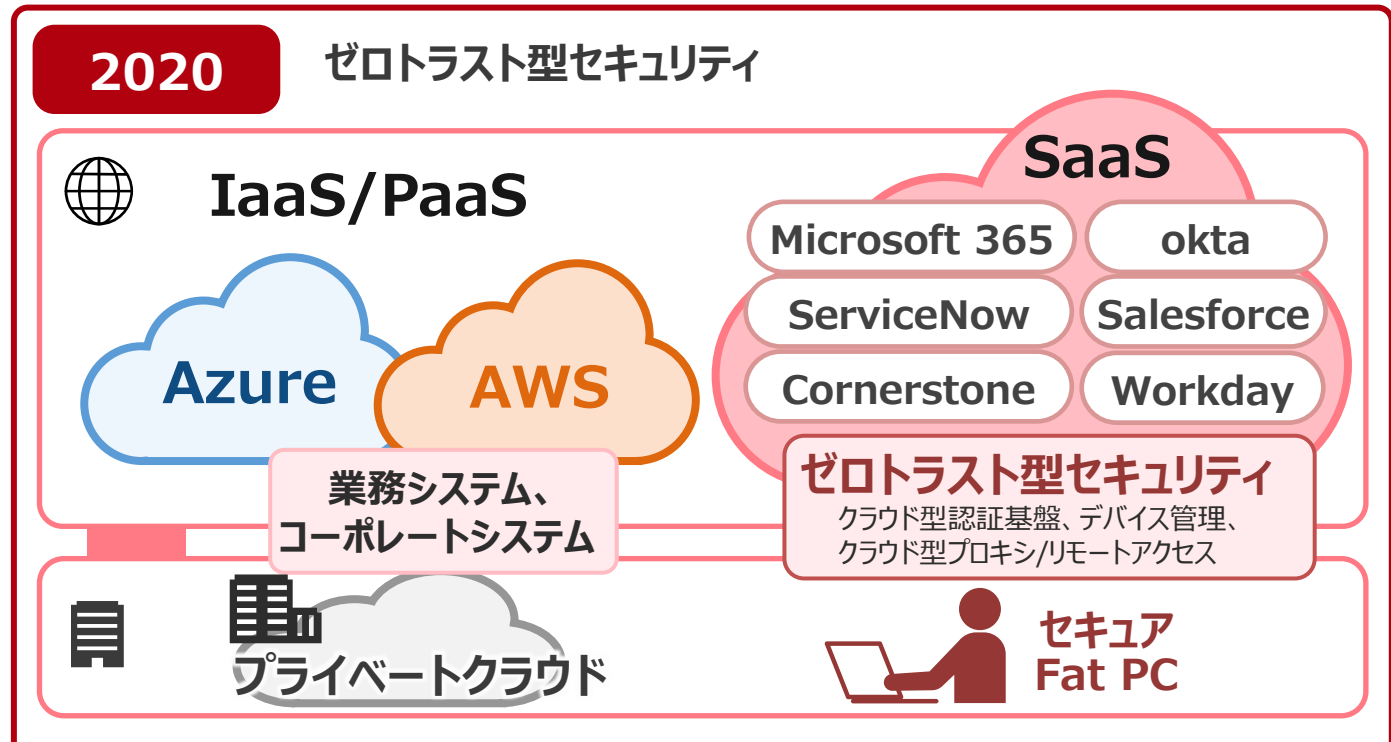 2020
ゼロトラスト型セキュリティ
IaaS/PaaS
SaaS
Microsoft 365
okta
ServiceNow
Salesforce
Cornerstone
Workday
Azure
AWS
業務システム、
コーポレートシステム
ゼロトラスト型セキュリティ
クラウド型認証基盤、デバイス管理、
クラウド型プロキシ/リモートアクセス
プライベートクラウド
セキュア
Fat PC